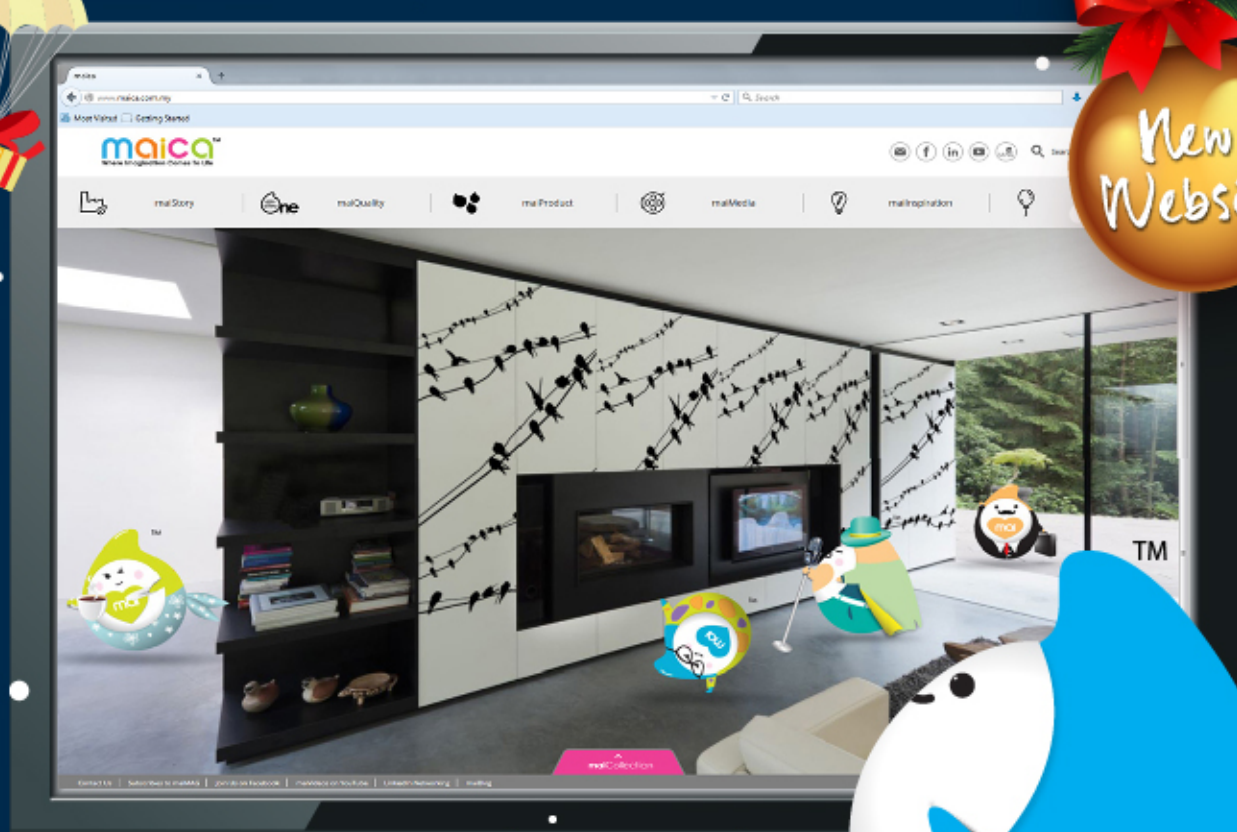 maica
www.maica.com.my
Search
Most Visited
Getting Started
maica™
Where Imagination Comes to Life
New
maiStory
One
maiQuality
maiProduct
maiMedia
maiInspiration
TM
TM
mai
TM
mai
mai
maiCollection
Contact Us | Subscribe to maiMAG | Join Us on Facebook | maiVideos on YouTube | LinkedIn Networking | maiBlog